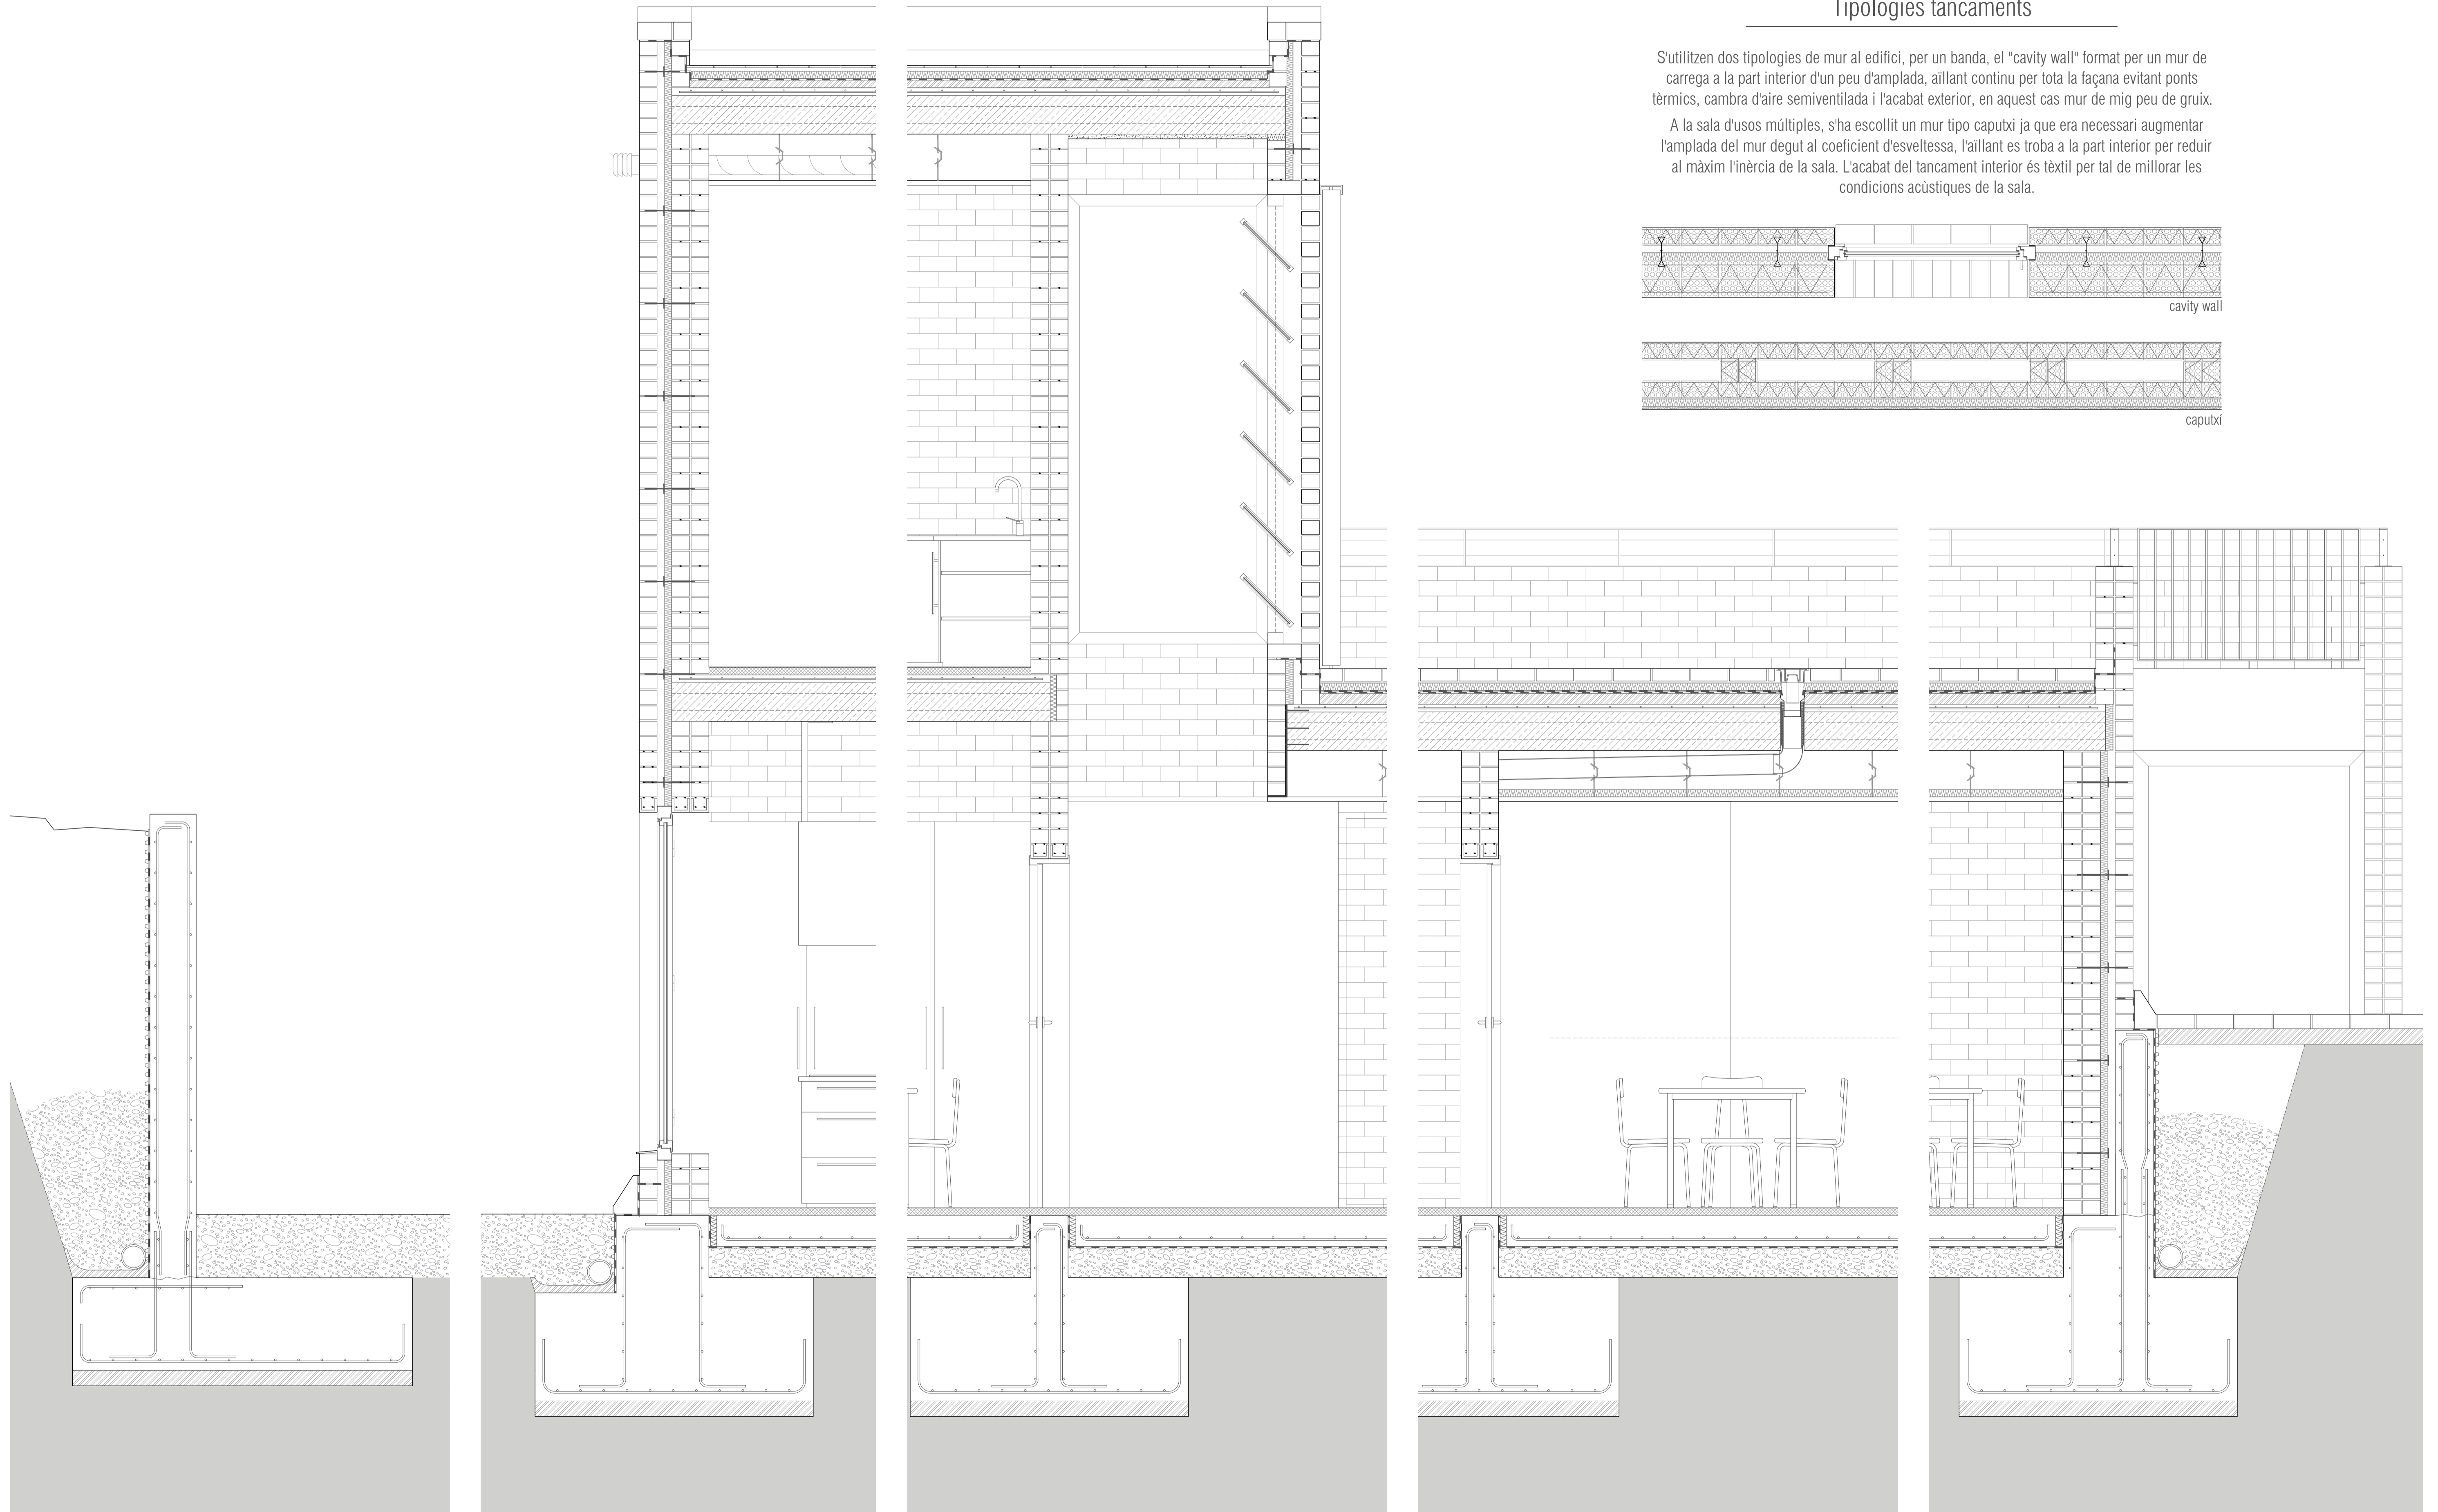 Tipologies tancaments
S'utilitzen dos tipologies de mur al edifici, per un banda, el "cavity wall" format per un mur de
carrega a la part interior d'un peu d'amplada, aïllant continu per tota la façana evitant ponts
tèrmics, cambra d'aire semiventilada i l'acabat exterior, en aquest cas mur de mig peu de gruix.
A la sala d'usos múltiples, s'ha escollit un mur tipo caputxi ja que era necessari augmentar
l'amplada del mur degut al coeficient d'esveltessa, l'aïllant es troba a la part interior per reduir
al màxim l'inèrcia de la sala. L'acabat del tancament interior és tèxtil per tal de millorar les
condicions acùstiques de la sala.
cavity wall
caputxí